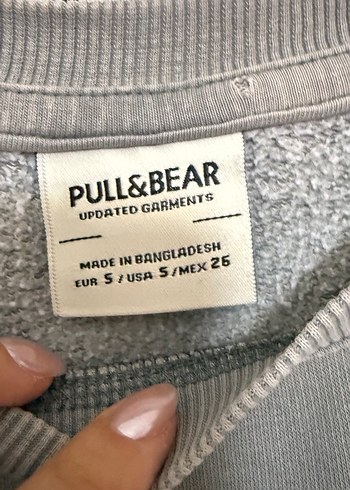 PULL&BEAR
UPDATED GARMENTS
MADE IN BANGLADESH
EUR S / USA S / MEX 26